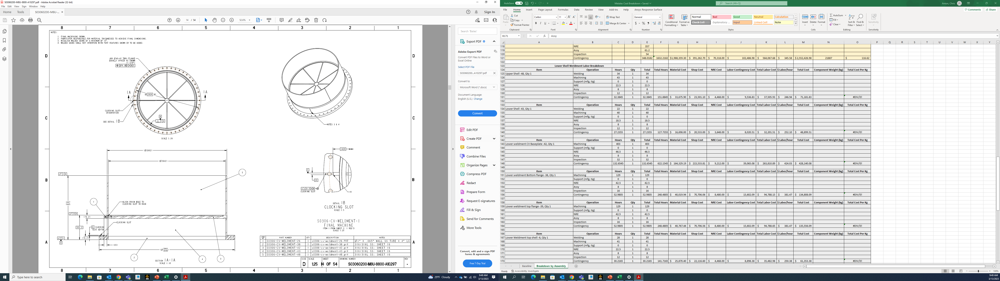 S03060200-M8U-8800-A10297.pdf - Adobe Acrobat Reader (32-bit)
File Edit View Sign Window Help
Home Tools S03060200-M8U-... × Sign In
14 / 54 52.6%
8 7 6 5 4 3 2 1
NOTES:
1. FINAL MACHINING SHOWN.
2. FABRICATOR RESPONSIBLE FOR MATERIAL THICKNESSES TO ACHIEVE FINAL DIMENSIONS.
3. MISALIGN WELDED SEAMS BY A MINIMUM OF 15°.
4. WELDED SEAMS SHALL NOT INTERFERE WITH PART FEATURES SHOWN OR TO BE ADDED.
48X Ø40-42 THRU FLANGE
EQUALLY SPACED AS SHOWN
(1 5/8")
Ø 2920 BC
1A 1A
CLOCKING SLOT
ORIENTATION
SEE DETAIL 1B
SCALE 1:20
NOTES 3 & 4
(Ø2692)
(Ø2642)
1420
20
CLOCKING SLOT
DETAIL 1B
CLOCKING SLOT
SCALE 1:5
ALIGN DRAIN HOLE TO
CLOCKING SLOT IN BASE
1447
1445
(76.2)
551.2
CLOCKING SLOT
6 CLOCKING
SLOT DEPTH
(76.2)
(65)
3060
3048
SECTION 1A-1A
SCALE 1:10
S0306-CV-WELDMENT-1
FINAL MACHINE
ITEM 1 FROM SHEET 2: 1 REQ'D
SCALE 1:20
ITEM NO PART NUMBER QTY DESCRIPTION NOTES
1 S0306-CV-WELDMENT-26 1 s0306-cv-weldment-26.PRT Ø1" X .065" WALL SS TUBE X 4" LG
2 S0306-CV-WELDMENT-38 1 s0306-cv-weldment-38.prt 316/316L SS: SHEET 16
3 S0306-CV-WELDMENT-42 1 s0306-cv-weldment-42.prt 316/316L SS: SHEET 16
4 S0306-CV-WELDMENT-43 1 s0306-cv-weldment-43.prt 316/316L SS: SHEET 16
5 S0306-CV-WELDMENT-48 1 s0306-cv-weldment-48.prt 316/316L SS: SHEET 16
SIZE SCALE SHEET DRAWING NUMBER REV
D 1:25 14 OF 54 S03060200-M8U-8800-A10297 -
8 7 6 5 4 3 2 1
Search 'Bates'
Export PDF
Adobe Export PDF
Convert PDF Files to Word or
Excel Online
Select PDF File
S03060200...A10297.pdf
Convert to
Microsoft Word (*.docx)
Document Language:
English (U.S.) Change
Convert
Edit PDF
Create PDF
Comment
Combine Files
Organize Pages
Compress PDF
Redact
Prepare Form
Request E-signatures
Fill & Sign
Send for Comments
More Tools
Convert, edit and e-sign PDF
forms & agreements
Free 7-Day Trial
Type here to search
29°F Cloudy
9:49 AM
3/13/2023
AutoSave On Metalex Cost Breakdown • Saved Search (Alt+Q) Anton, Chris
File Home Insert Page Layout Formulas Data Review View Add-ins Help Ansys Response Surface Comments Share
Paste Cut Copy Format Painter Calibri 11 Wrap Text Merge & Center General
Conditional Formatting Format as Table Normal Bad Good Neutral Calculation
Check Cell Explanatory ... Input Linked Cell Note
Insert Delete Format AutoSum Fill Clear Sort & Filter Find & Select Sensitivity
Clipboard Font Alignment Number Styles Cells Editing Sensitivity
B171 Assy
A B C D E F G H I J K L M N O P Q R S T U V W X Y
118 NRE 357
119 Assy 61.2
120 Inspection 54
121 Contingency 348.0182 1632.2182 $1,988,359.30 $ 391,262.70 $ 70,318.00 102,486.98 $ 564,067.68 $ 345.58 $2,552,426.98 21887 $ 116.62
122
123 Lower Shell Weldment Labor Breakdown
124 Item Operation Hours Qty Total Total Hours Material Cost Shop Cost NRE Cost Labor Contingency Cost Total Labor Cost $ Labor/hour Total Cost Component Weight (kg) Total Cost Per Kg
125 Upper Shell -48, Qty 1 Welding 34 1 34
126 Machining 43 1 43
127 Support (mfg, tig) 0 1 0
128 NRE 22.5 1 22.5
129 Assy 8 1 8
130 Inspection 12 1 12
131 Contingency 32.3845 1 32.3845 151.8845 $ 33,675.90 $ 23,501.10 $ 4,468.00 $ 9,536.83 $ 37,505.93 $ 246.94 $ 71,181.83 #DIV/0!
132
133 Item Operation Hours Qty Total Total Hours Material Cost Shop Cost NRE Cost Labor Contingency Cost Total Labor Cost $ Labor/hour Total Cost Component Weight (kg) Total Cost Per Kg
134 Lower Shell -43, Qty 1 Welding 22 1 22
135 Machining 40 1 40
136 Support (mfg, tig) 0 1 0
137 NRE 18.5 1 18.5
138 Assy 8 1 8
139 Inspection 12 1 12
140 Contingency 27.2355 1 27.2355 127.7355 $ 16,698.00 $ 20,533.00 $ 3,648.00 $ 8,020.51 $ 32,201.51 $ 252.10 $ 48,899.51 #DIV/0!
141
142 Item Operation Hours Qty Total Total Hours Material Cost Shop Cost NRE Cost Labor Contingency Cost Total Labor Cost $ Labor/hour Total Cost Component Weight (kg) Total Cost Per Kg
143 Lower weldment CV Baseplate -42, Qty 1 Machining 403 1 403
144 Support (mfg, tig) 0 1 0
145 NRE 46.5 1 46.5
146 Assy 8 1 8
147 Inspection 32 1 32
148 Contingency 132.6545 1 132.6545 622.1545 $ 164,329.19 $ 215,533.81 $ 9,212.00 $ 39,065.08 $ 263,810.89 $ 424.03 $ 428,140.08 #DIV/0!
149
150 Item Operation Hours Qty Total Total Hours Material Cost Shop Cost NRE Cost Labor Contingency Cost Total Labor Cost $ Labor/hour Total Cost Component Weight (kg) Total Cost Per Kg
151 Lower weldment Bottom flange -38, Qty 1 Machining 129 1 129
152 Support (mfg, tig) 0 1 0
153 NRE 42.5 1 42.5
154 Assy 8 1 8
155 Inspection 16 1 16
156 Contingency 52.9805 1 52.9805 248.4805 $ 40,019.94 $ 70,706.06 $ 8,480.00 $ 15,602.09 $ 94,788.15 $ 381.47 $ 134,808.09 #DIV/0!
157
158 Item Operation Hours Qty Total Total Hours Material Cost Shop Cost NRE Cost Labor Contingency Cost Total Labor Cost $ Labor/hour Total Cost Component Weight (kg) Total Cost Per Kg
159 Lower weldment top flange -39, Qty 1 Machining 129 1 129
160 Support (mfg, tig) 0 1 0
161 NRE 42.5 1 42.5
162 Assy 8 1 8
163 Inspection 16 1 16
164 Contingency 52.9805 1 52.9805 248.4805 $ 40,767.44 $ 70,706.56 $ 8,480.00 $ 15,602.09 $ 94,788.65 $ 381.47 $ 135,556.09 #DIV/0!
165
166 Item Operation Hours Qty Total Total Hours Material Cost Shop Cost NRE Cost Labor Contingency Cost Total Labor Cost $ Labor/hour Total Cost Component Weight (kg) Total Cost Per Kg
167 Lower Weldment top shell -6, Qty 1 Welding 28 1 28
168 Machining 41 1 41
169 Support (mfg, tig) 0 1 0
170 NRE 22.5 1 22.5
171 Assy 8 1 8
172 Inspection 12 1 12
173 Contingency 30.2165 1 30.2165 141.7165 $ 25,870.40 $ 22,116.60 $ 4,468.00 $ 8,898.38 $ 35,482.98 $ 250.38 $ 61,353.38 #DIV/0!
Baseline Breakdown by Assembly
Ready Accessibility: Investigate 100%
9:49 AM
3/13/2023